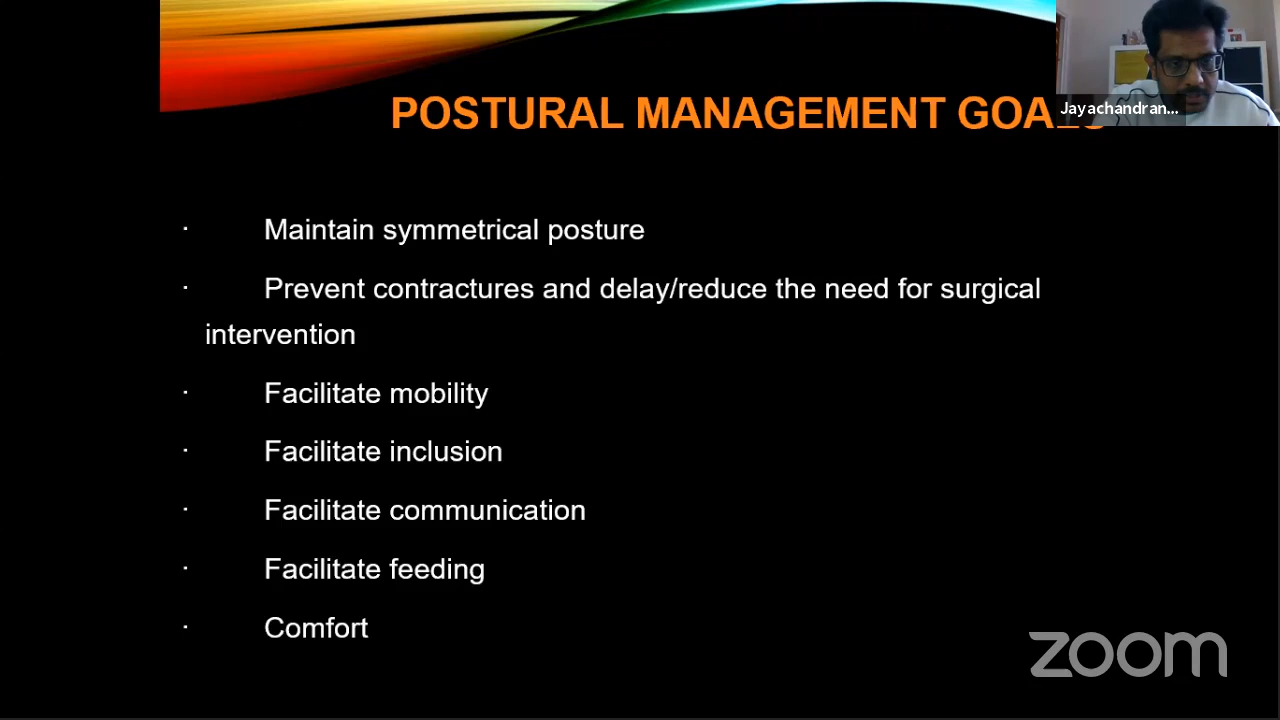 POSTURAL MANAGEMENT GOALS
Jayachandran...
· Maintain symmetrical posture
· Prevent contractures and delay/reduce the need for surgical
intervention
· Facilitate mobility
· Facilitate inclusion
· Facilitate communication
· Facilitate feeding
· Comfort
zoom